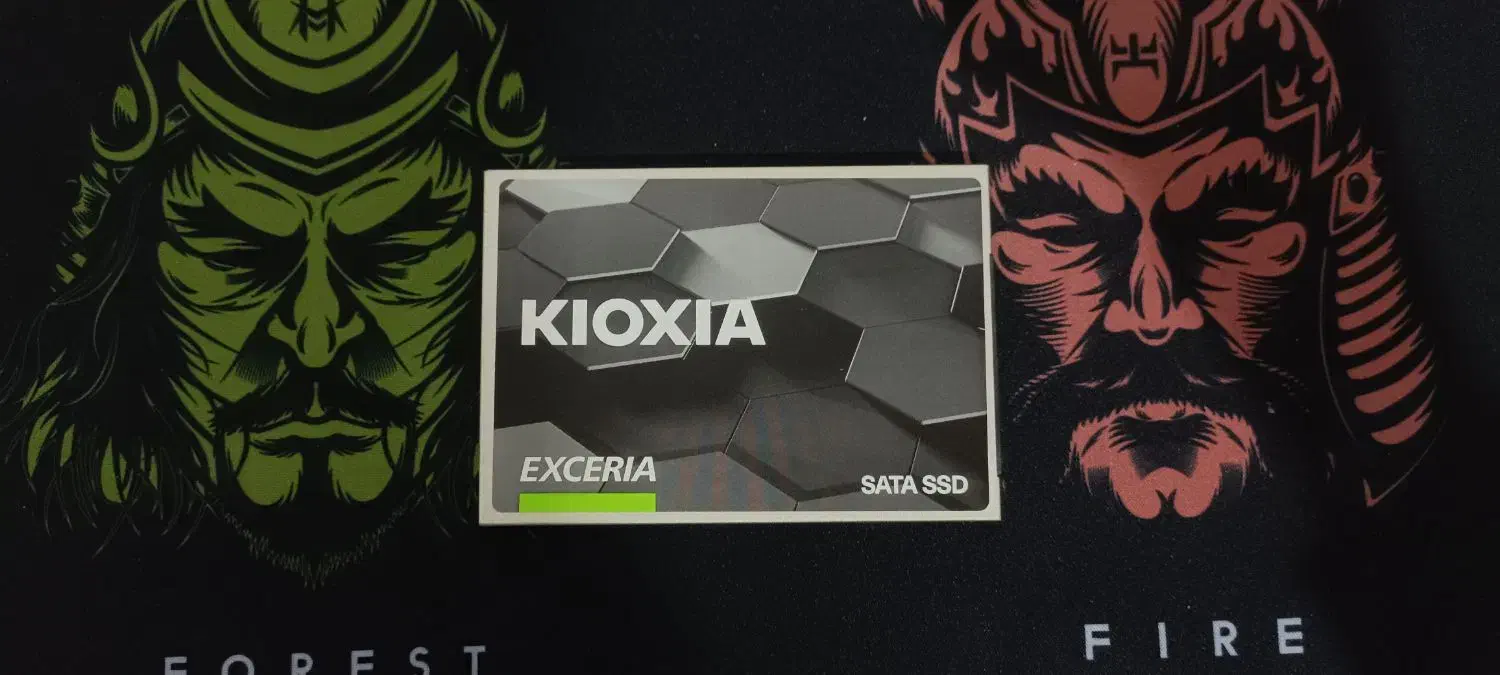 KIOXIA
EXCERIA
SATA SSD
FOREST
FIRE